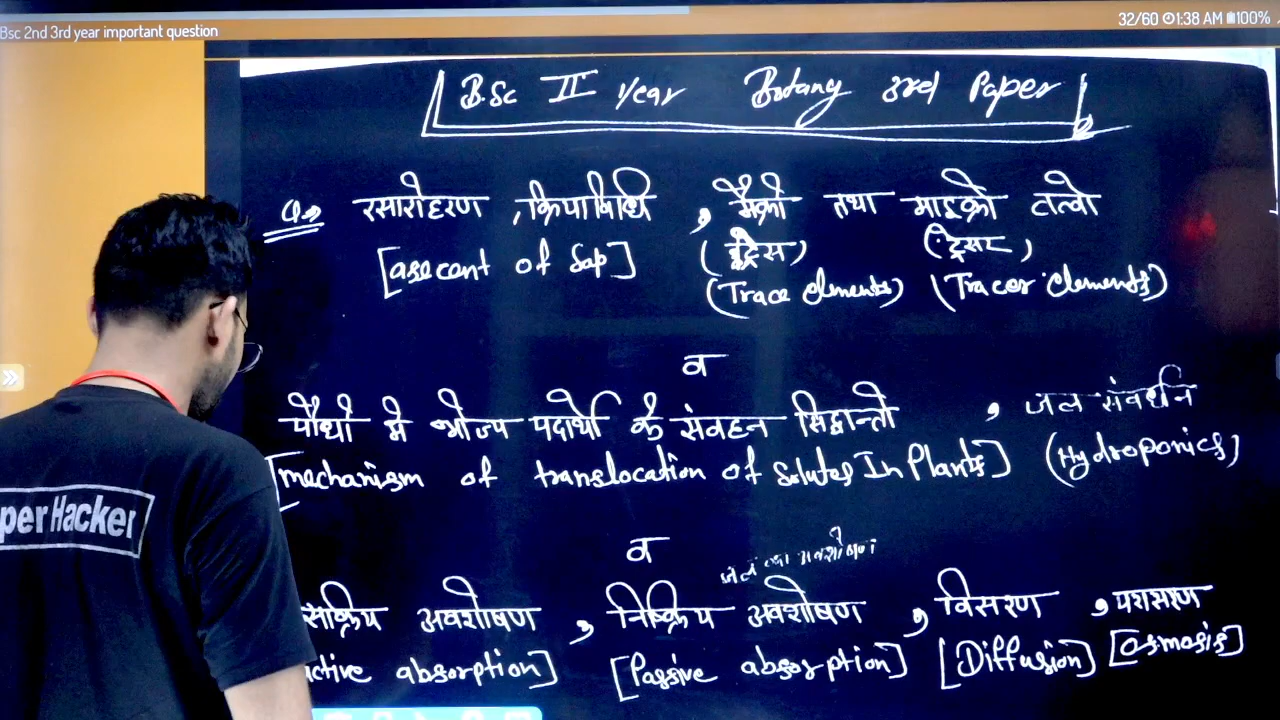 Bsc 2nd 3rd year important question
32/60 1:38 AM 100%
B.Sc II year Botany 3rd Paper
Q. रसारोहरण , क्रियाविधि , मैक्रो तथा माइक्रो तत्वो
[asecant of Sap] (ट्रेस) (ट्रेसर)
(Trace elements) (Tracer elements)
व
पौधों मे भोज्य पदार्थो के संवहन सिद्धान्तो , जल संवर्धन
[mechanism of translocation of Solutes In Plants] (Hydroponics)
व
जल का अवशोषण
सक्रिय अवशोषण , निष्क्रिय अवशोषण , विसरण , परासरण
active absorption] [Passive absorption] [Diffusion] [osmosis]
per Hacker